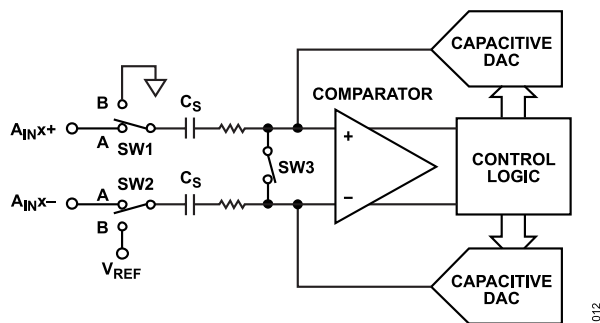 CAPACITIVE
DAC
COMPARATOR
B
CS
AINx+
A
SW1
+
SW3
CONTROL
LOGIC
SW2
CS
AINx–
A
–
B
VREF
CAPACITIVE
DAC
012